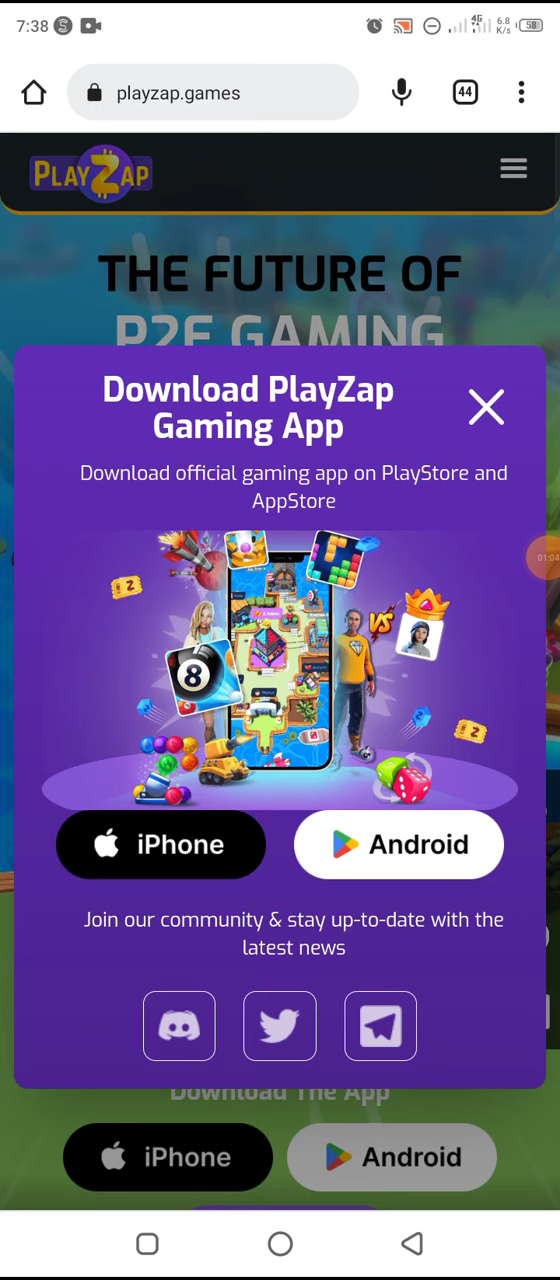 7:38
4G
6.8
K/s
58
playzap.games
44
PLAYZAP
THE FUTURE OF
P2E GAMING
Download PlayZap
Gaming App
Download official gaming app on PlayStore and
AppStore
VS
8
01:04
iPhone
Android
Join our community & stay up-to-date with the
latest news
Download The App
iPhone
Android